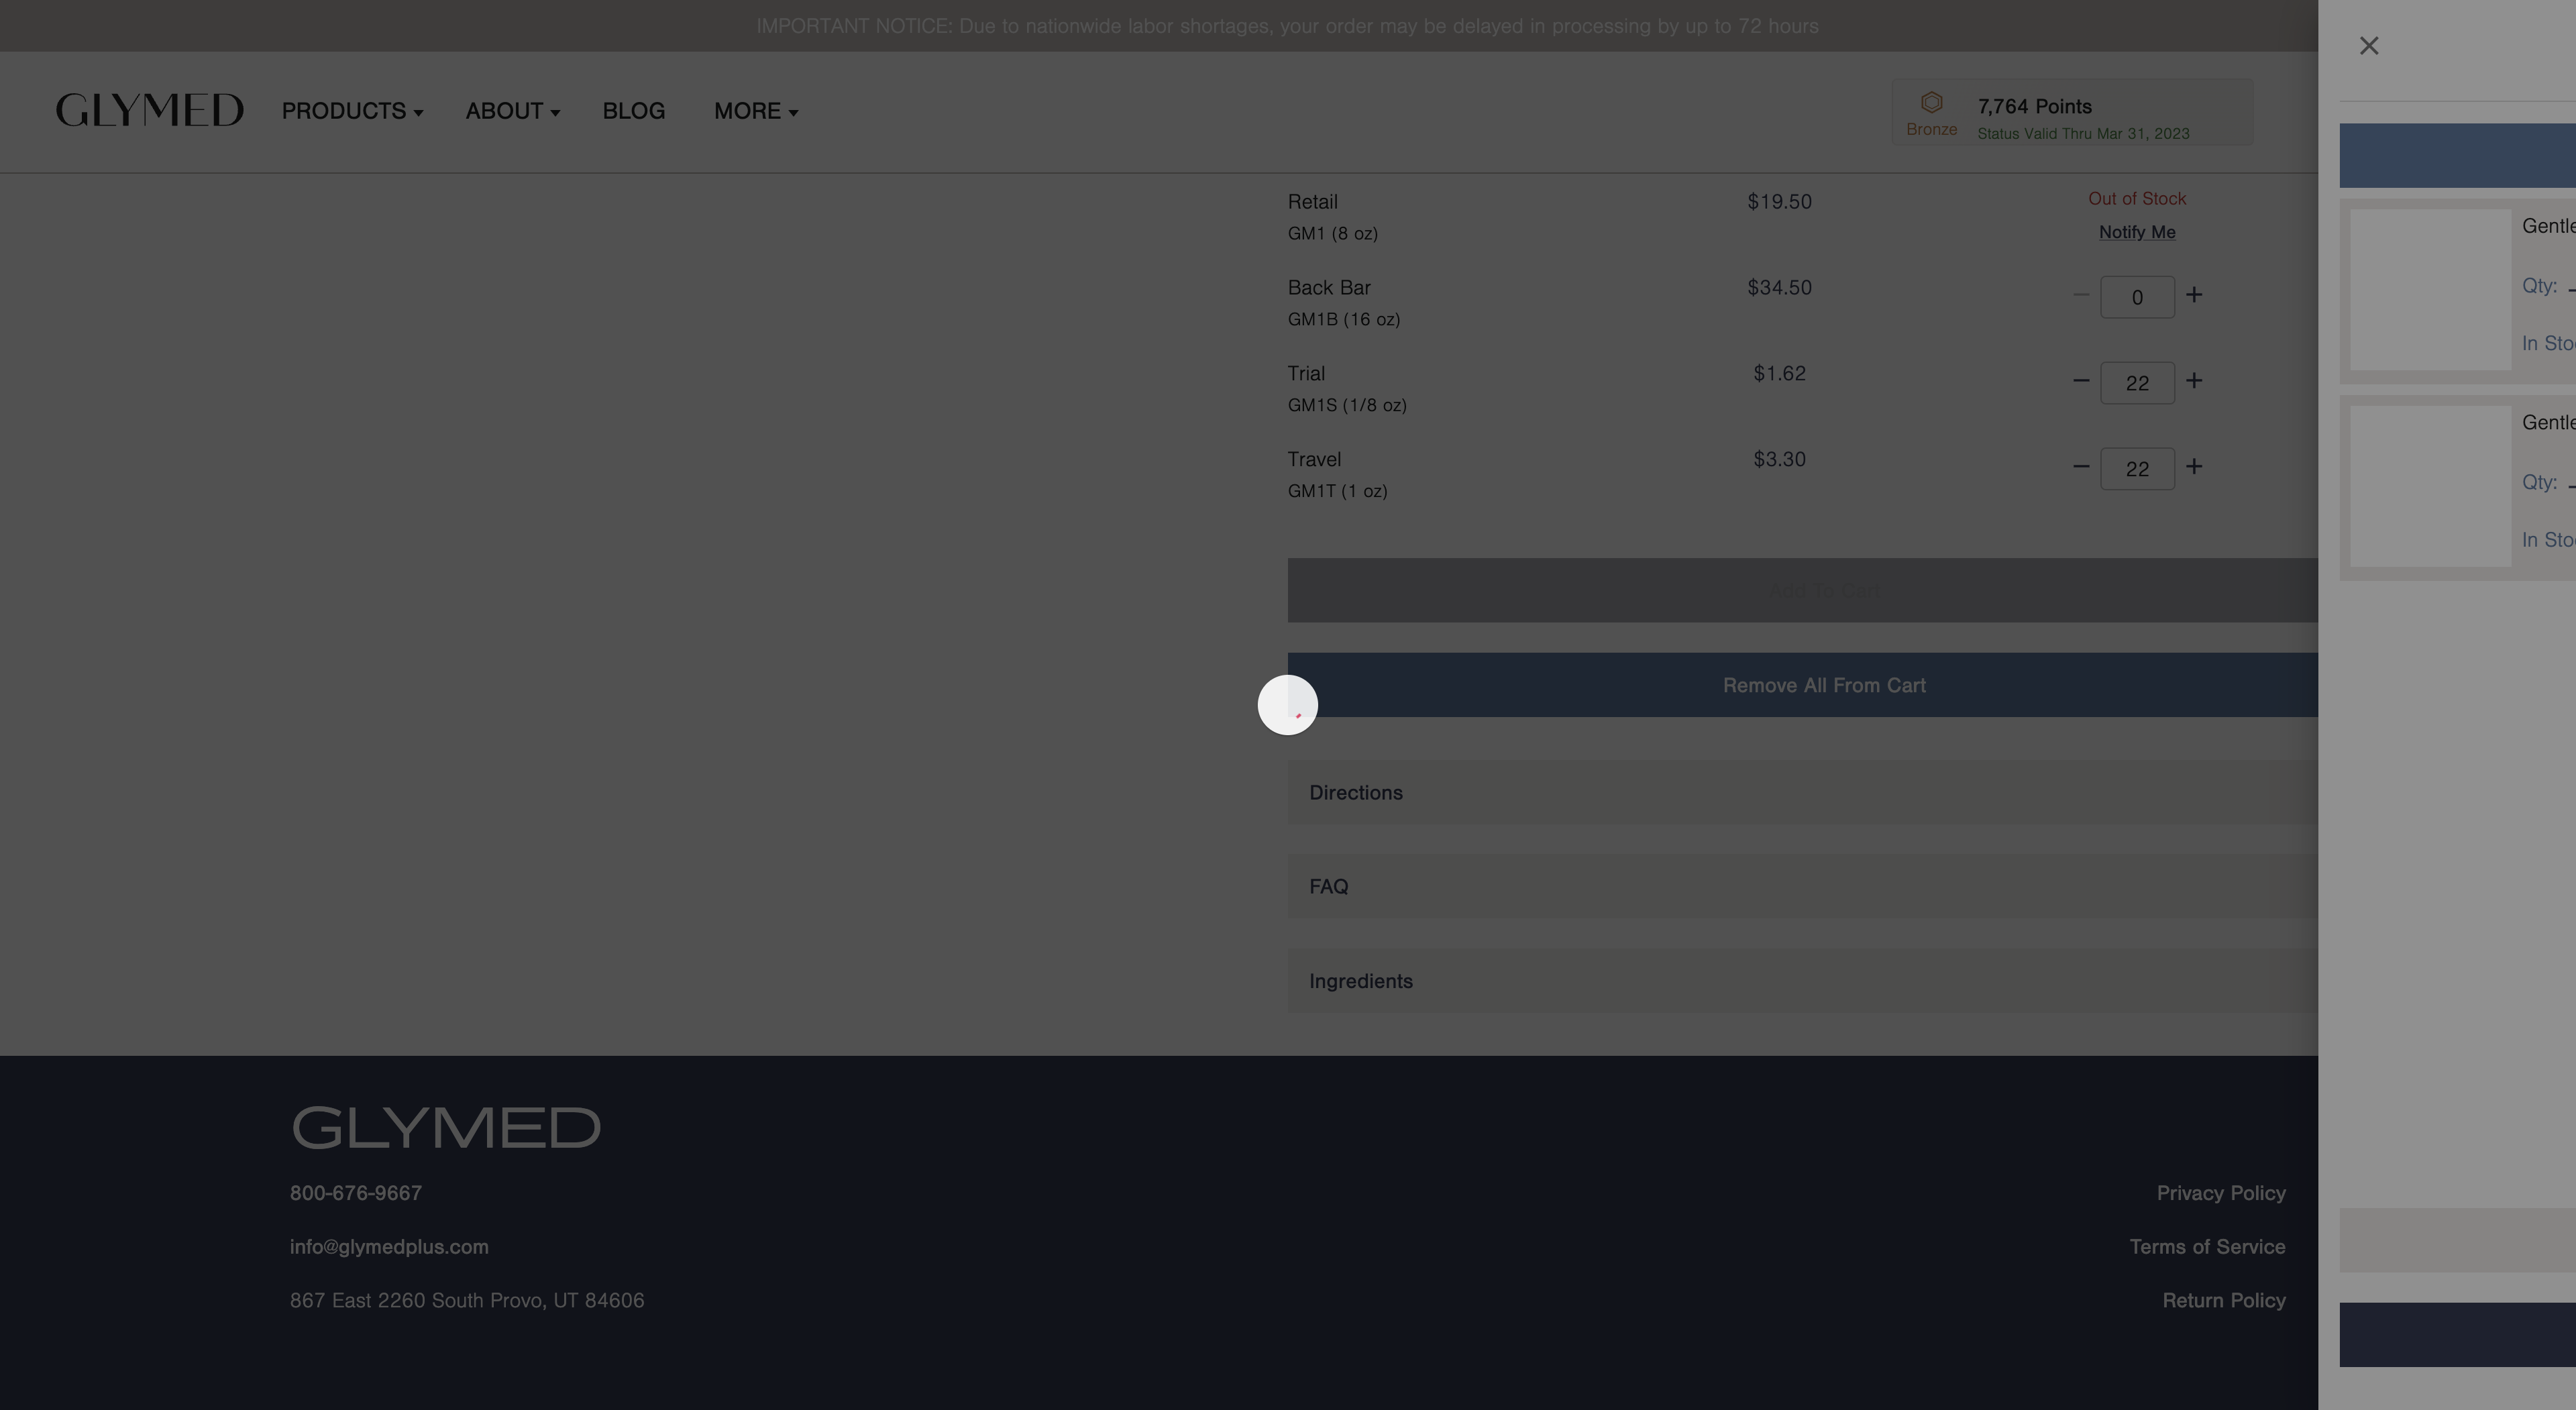 IMPORTANT NOTICE: Due to nationwide labor shortages, your order may be delayed in processing by up to 72 hours
GLYMED PRODUCTS ABOUT BLOG MORE
Bronze
7,764 Points
Status Valid Thru Mar 31, 2023
Retail $19.50 Out of Stock
GM1 (8 oz) Notify Me
Back Bar $34.50 − 0 +
GM1B (16 oz)
Trial $1.62 − 22 +
GM1S (1/8 oz)
Travel $3.30 − 22 +
GM1T (1 oz)
Add To Cart
Remove All From Cart
Directions
FAQ
Ingredients
Gentle
Qty:
In Sto
Gentle
Qty:
In Sto
GLYMED
800-676-9667
info@glymedplus.com
867 East 2260 South Provo, UT 84606
Privacy Policy
Terms of Service
Return Policy